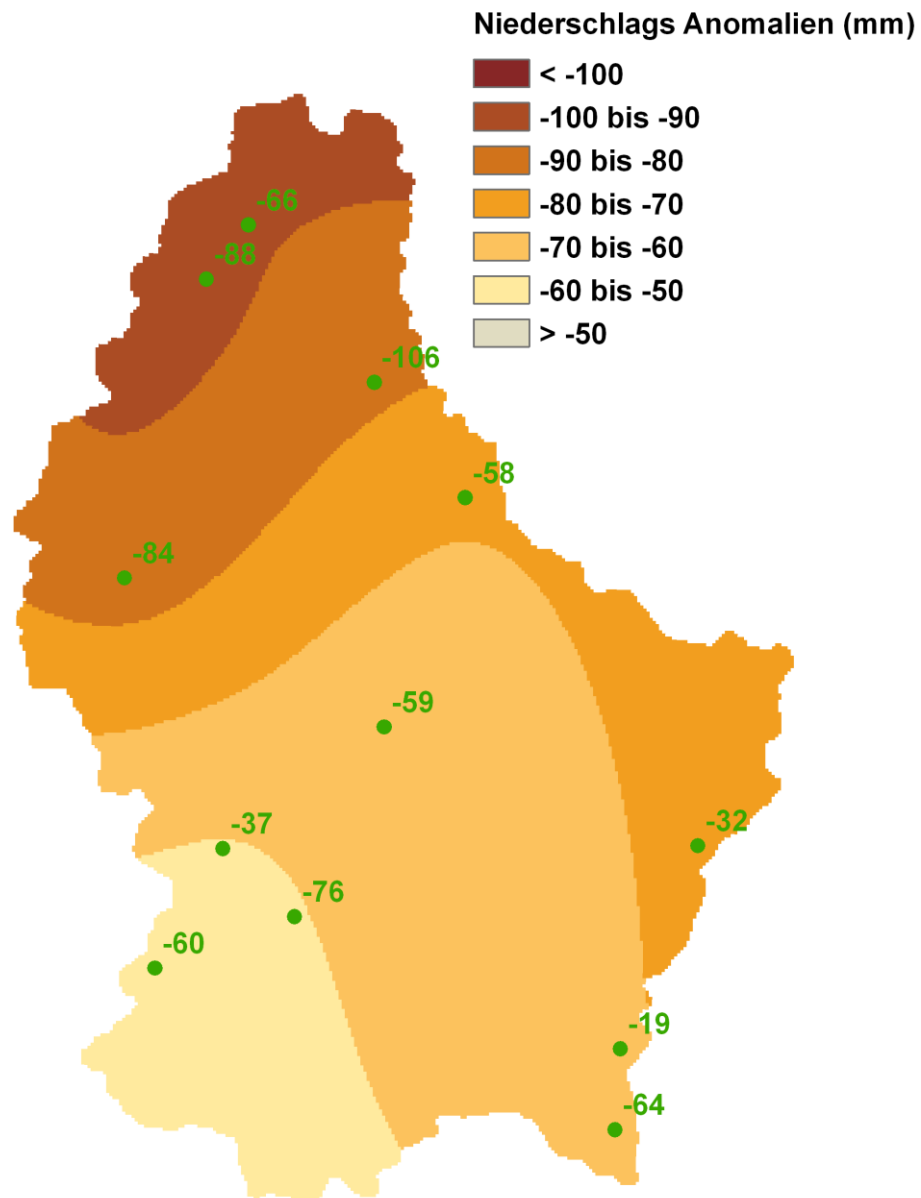 Niederschlags Anomalien (mm)
< -100
-100 bis -90
-90 bis -80
-80 bis -70
-70 bis -60
-60 bis -50
> -50
-66
-88
-106
-58
-84
-59
-37
-32
-76
-60
-19
-64